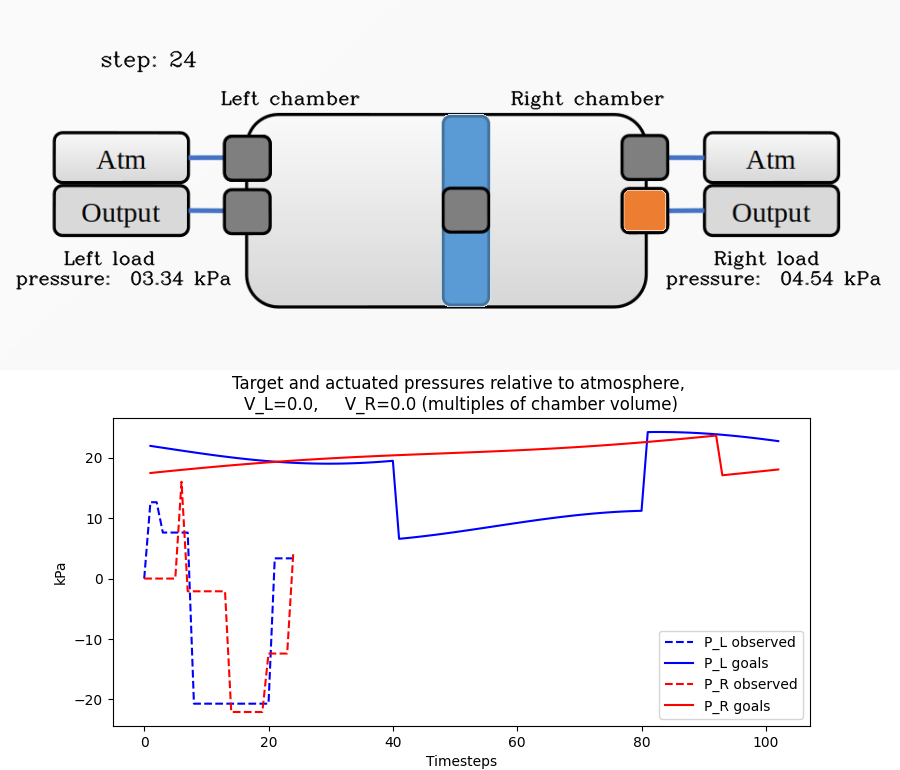 step: 24
Left chamber
Right chamber
Atm
Output
Left load
pressure:  03.34 kPa
Atm
Output
Right load
pressure:  04.54 kPa
Target and actuated pressures relative to atmosphere,
V_L=0.0,     V_R=0.0 (multiples of chamber volume)
kPa
20
10
0
−10
−20
P_L observed
P_L goals
P_R observed
P_R goals
0
20
40
60
80
100
Timesteps